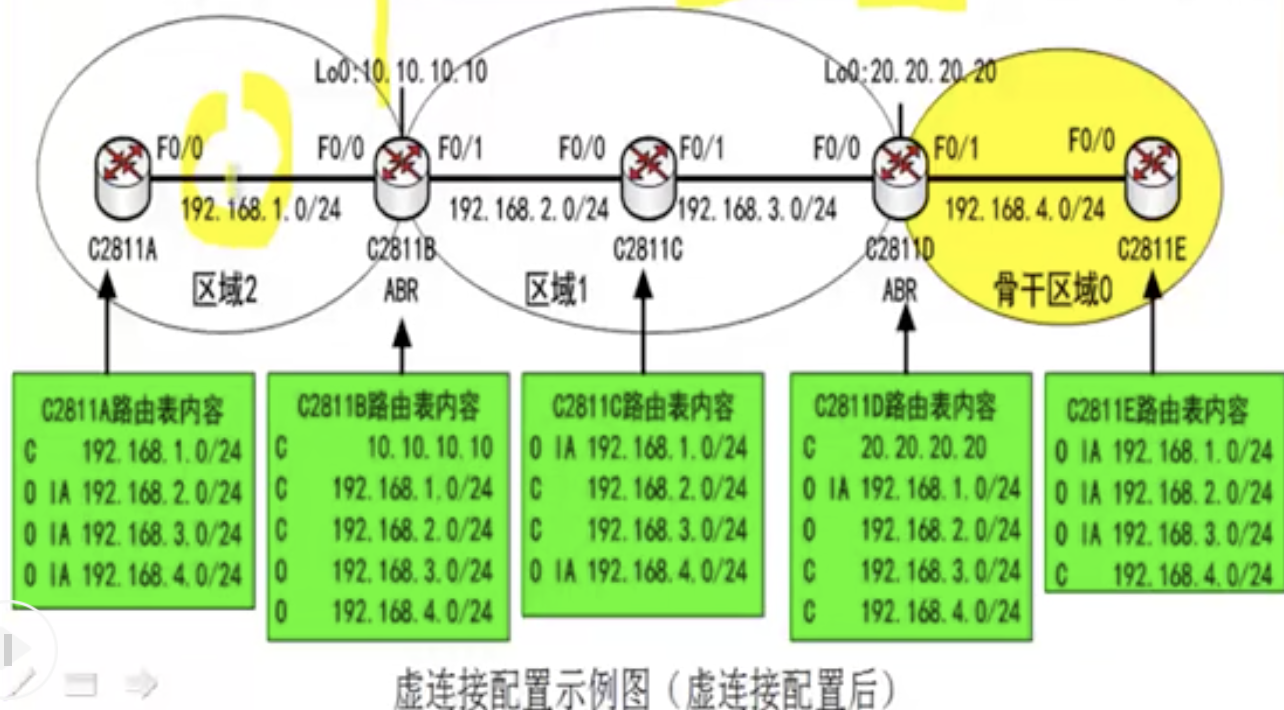 Lo0:10.10.10.10
Lo0:20.20.20.20
F0/0
F0/0
F0/1
F0/0
F0/1
F0/0
F0/1
F0/0
192.168.1.0/24
192.168.2.0/24
192.168.3.0/24
192.168.4.0/24
C2811A
C2811B
C2811C
C2811D
C2811E
区域2
ABR
区域1
ABR
骨干区域0
C2811A路由表内容
C 192.168.1.0/24
O IA 192.168.2.0/24
O IA 192.168.3.0/24
O IA 192.168.4.0/24
C2811B路由表内容
C 10.10.10.10
C 192.168.1.0/24
C 192.168.2.0/24
O 192.168.3.0/24
O 192.168.4.0/24
C2811C路由表内容
O IA 192.168.1.0/24
C 192.168.2.0/24
C 192.168.3.0/24
O IA 192.168.4.0/24
C2811D路由表内容
C 20.20.20.20
O IA 192.168.1.0/24
O 192.168.2.0/24
C 192.168.3.0/24
C 192.168.4.0/24
C2811E路由表内容
O IA 192.168.1.0/24
O IA 192.168.2.0/24
O IA 192.168.3.0/24
C 192.168.4.0/24
虚连接配置示例图（虚连接配置后）